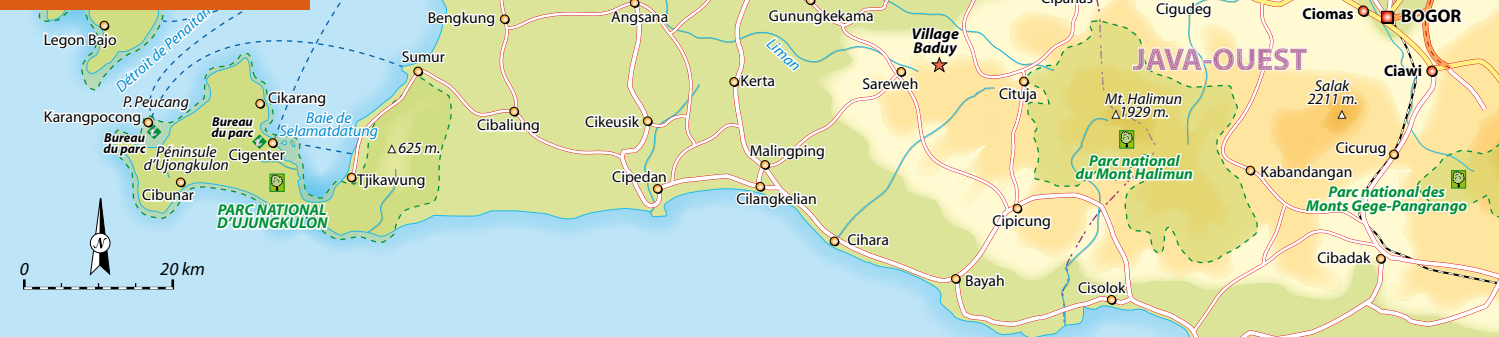 Cipanas
Cigudeg
Ciomas
BOGOR
Bengkung
Angsana
Gunungkekama
Legon Bajo
Détroit de Penaitan
Village
Baduy
JAVA-OUEST
Liman
Sumur
Ciawi
Kerta
Sareweh
Cituja
Salak
2211 m.
P. Peucang
Karangpocong
Cikarang
Mt. Halimun
1929 m.
Bureau
du parc
Bureau
du parc
Baie de
Selamatdatung
Cibaliung
Cikeusik
625 m.
Péninsule
d'Ujongkulon
Cigenter
Malingping
Cicurug
Parc national
du Mont Halimun
Kabandangan
Cibunar
Tjikawung
Cipedan
Cilangkelian
Parc national des
Monts Gege-Pangrango
PARC NATIONAL
D'UJUNGKULON
Cipicung
N
Cihara
Cibadak
0 20 km
Bayah
Cisolok